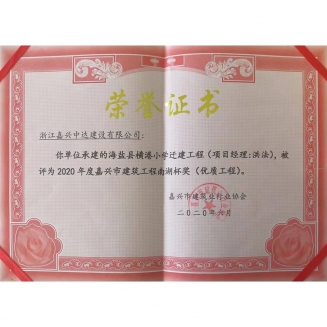 荣誉证书
浙江嘉兴中达建设有限公司:
你单位承建的海盐县横港小学迁建工程（项目经理:洪法），被
评为2020年度嘉兴市建筑工程南湖杯奖（优质工程）。
嘉兴市建筑业行业协会
二〇二〇年六月